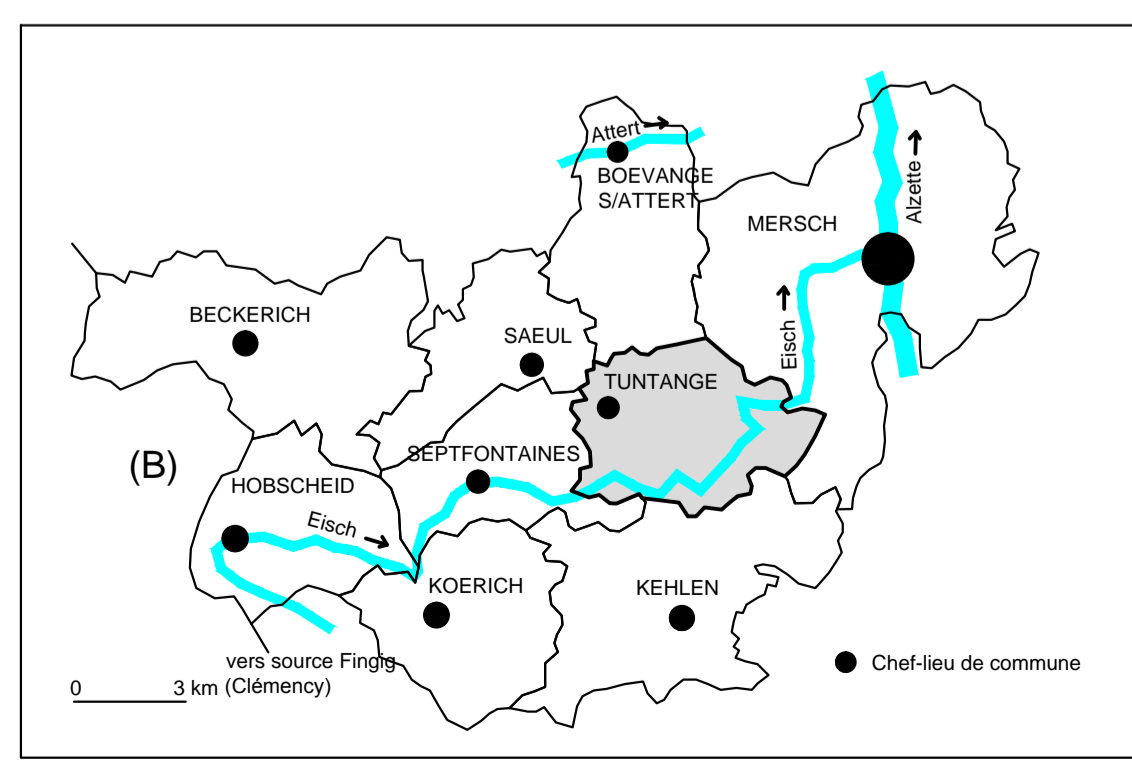 Attert
BOEVANGE
S/ATTERT
Alzette
MERSCH
BECKERICH
SAEUL
Eisch
TUNTANGE
(B)
SEPTFONTAINES
HOBSCHEID
Eisch
KOERICH
KEHLEN
vers source Fingig
(Clémency)
0 3 km
Chef-lieu de commune